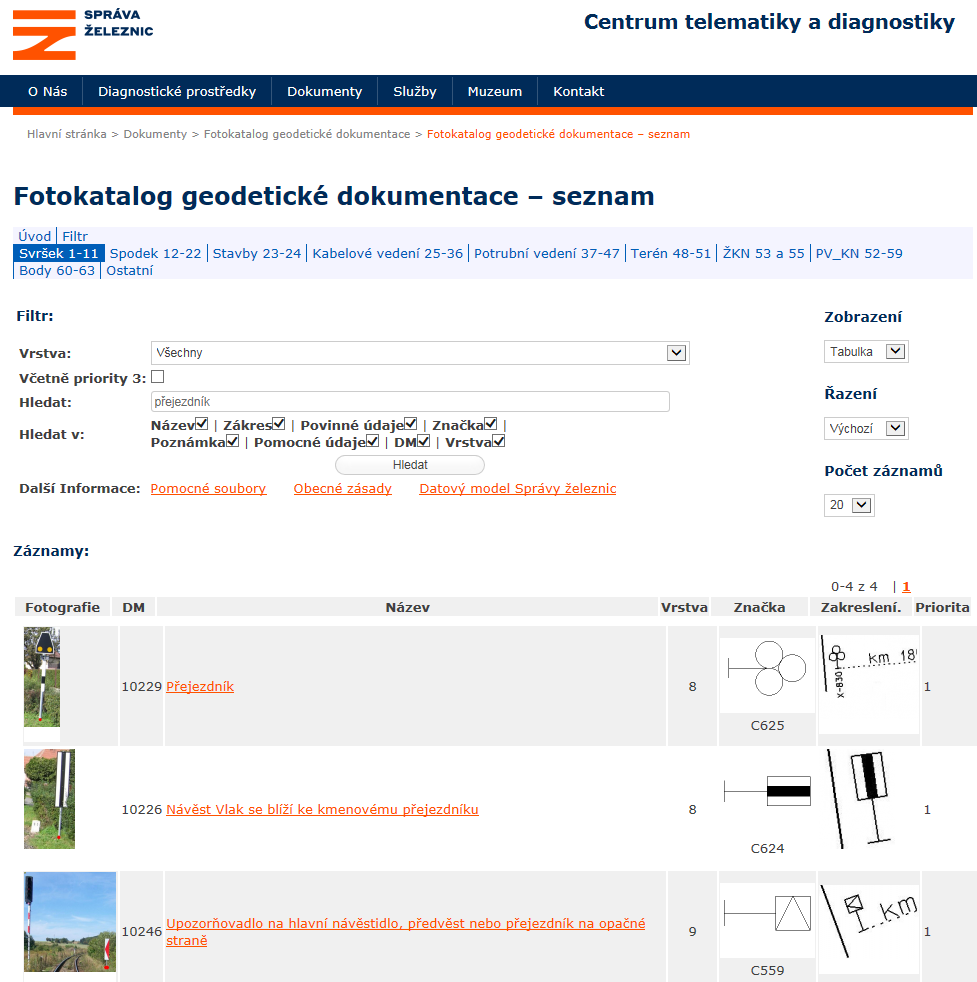 SPRÁVA
ŽELEZNIC
Centrum telematiky a diagnostiky
O Nás Diagnostické prostředky Dokumenty Služby Muzeum Kontakt
Hlavní stránka > Dokumenty > Fotokatalog geodetické dokumentace > Fotokatalog geodetické dokumentace – seznam
Fotokatalog geodetické dokumentace – seznam
Úvod Filtr
Svršek 1-11 Spodek 12-22 Stavby 23-24 Kabelové vedení 25-36 Potrubní vedení 37-47 Terén 48-51 ŽKN 53 a 55 PV_KN 52-59
Body 60-63 Ostatní
Filtr:
Vrstva: Všechny
Včetně priority 3:
Hledat: přejezdník
Hledat v: Název | Zákres | Povinné údaje | Značka |
Poznámka | Pomocné údaje | DM | Vrstva
Hledat
Další Informace: Pomocné soubory Obecné zásady Datový model Správy železnic
Zobrazení
Tabulka
Řazení
Výchozí
Počet záznamů
20
Záznamy:
0-4 z 4 | 1
Fotografie DM Název Vrstva Značka Zakreslení. Priorita
10229 Přejezdník 8 C625 km 18 X-8301 1
10226 Návěst Vlak se blíží ke kmenovému přejezdníku 8 C624 1
10246 Upozorňovadlo na hlavní návěstidlo, předvěst nebo přejezdník na opačné
straně 9 C559 km 1